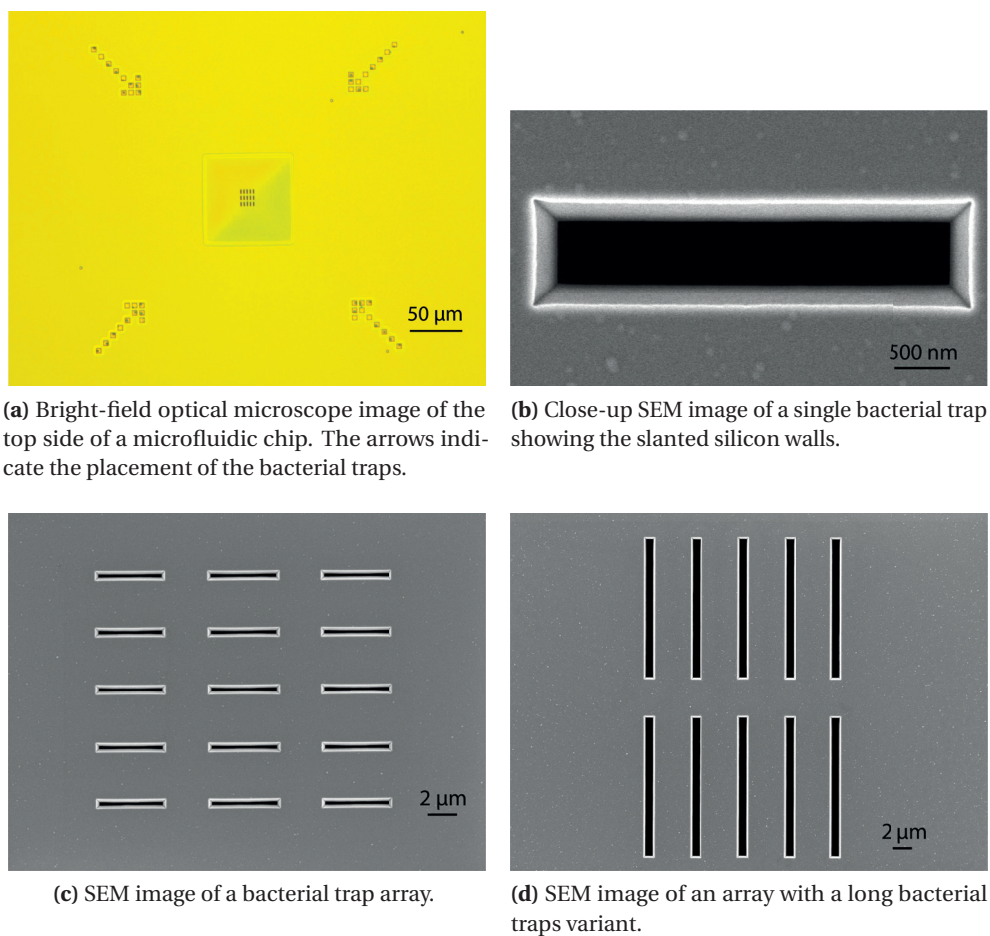 50 µm
500 nm
(a) Bright-field optical microscope image of the
top side of a microfluidic chip. The arrows indi-
cate the placement of the bacterial traps.
(b) Close-up SEM image of a single bacterial trap
showing the slanted silicon walls.
2 µm
2 µm
(c) SEM image of a bacterial trap array.
(d) SEM image of an array with a long bacterial
traps variant.